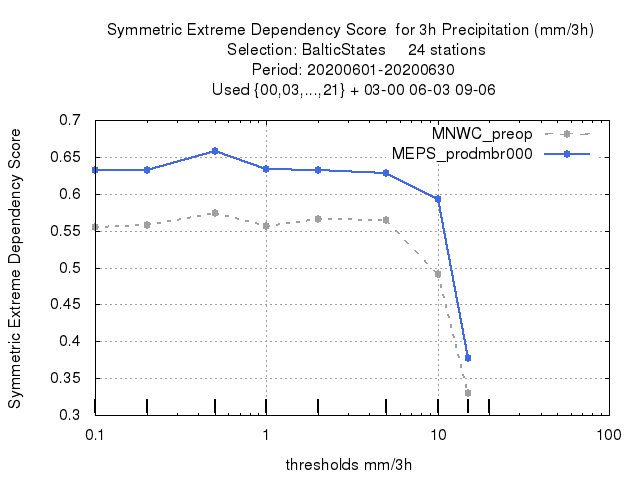 Symmetric Extreme Dependency Score  for 3h Precipitation (mm/3h)
Selection: BalticStates     24 stations
Period: 20200601-20200630
Used {00,03,...,21} + 03-00 06-03 09-06
MNWC_preop
MEPS_prodmbr000
Symmetric Extreme Dependency Score
0.7
0.65
0.6
0.55
0.5
0.45
0.4
0.35
0.3
0.1
1
10
100
thresholds mm/3h